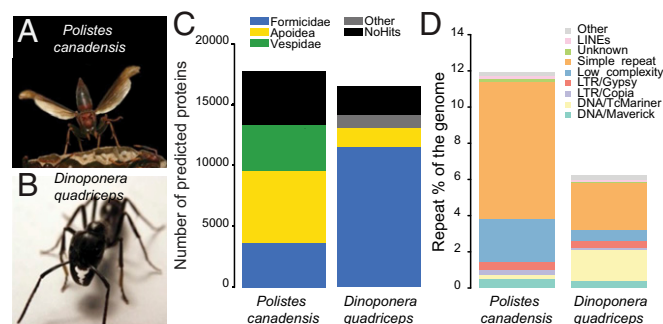 A
Polistes
canadensis
B
Dinoponera
quadriceps
C
Formicidae
Apoidea
Vespidae
Other
NoHits
Number of predicted proteins
20000
15000
10000
5000
0
Polistes
canadensis
Dinoponera
quadriceps
D
Other
LINEs
Unknown
Simple repeat
Low complexity
LTR/Gypsy
LTR/Copia
DNA/TcMariner
DNA/Maverick
Repeat % of the genome
14
12
10
8
6
4
2
0
Polistes
canadensis
Dinoponera
quadriceps